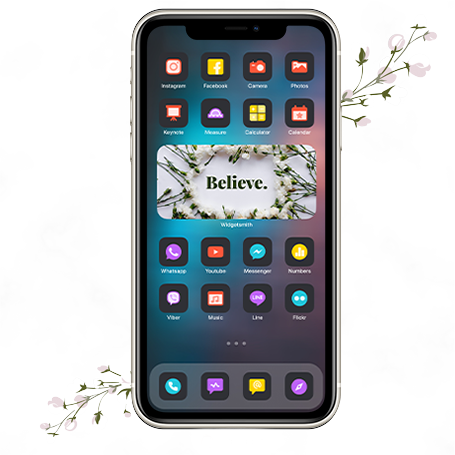 Instagram Facebook Camera Photos
Keynote Measure Calculator Calendar
Believe.
Widgetsmith
Whatsapp Youtube Messenger Numbers
Viber Music Line Flickr